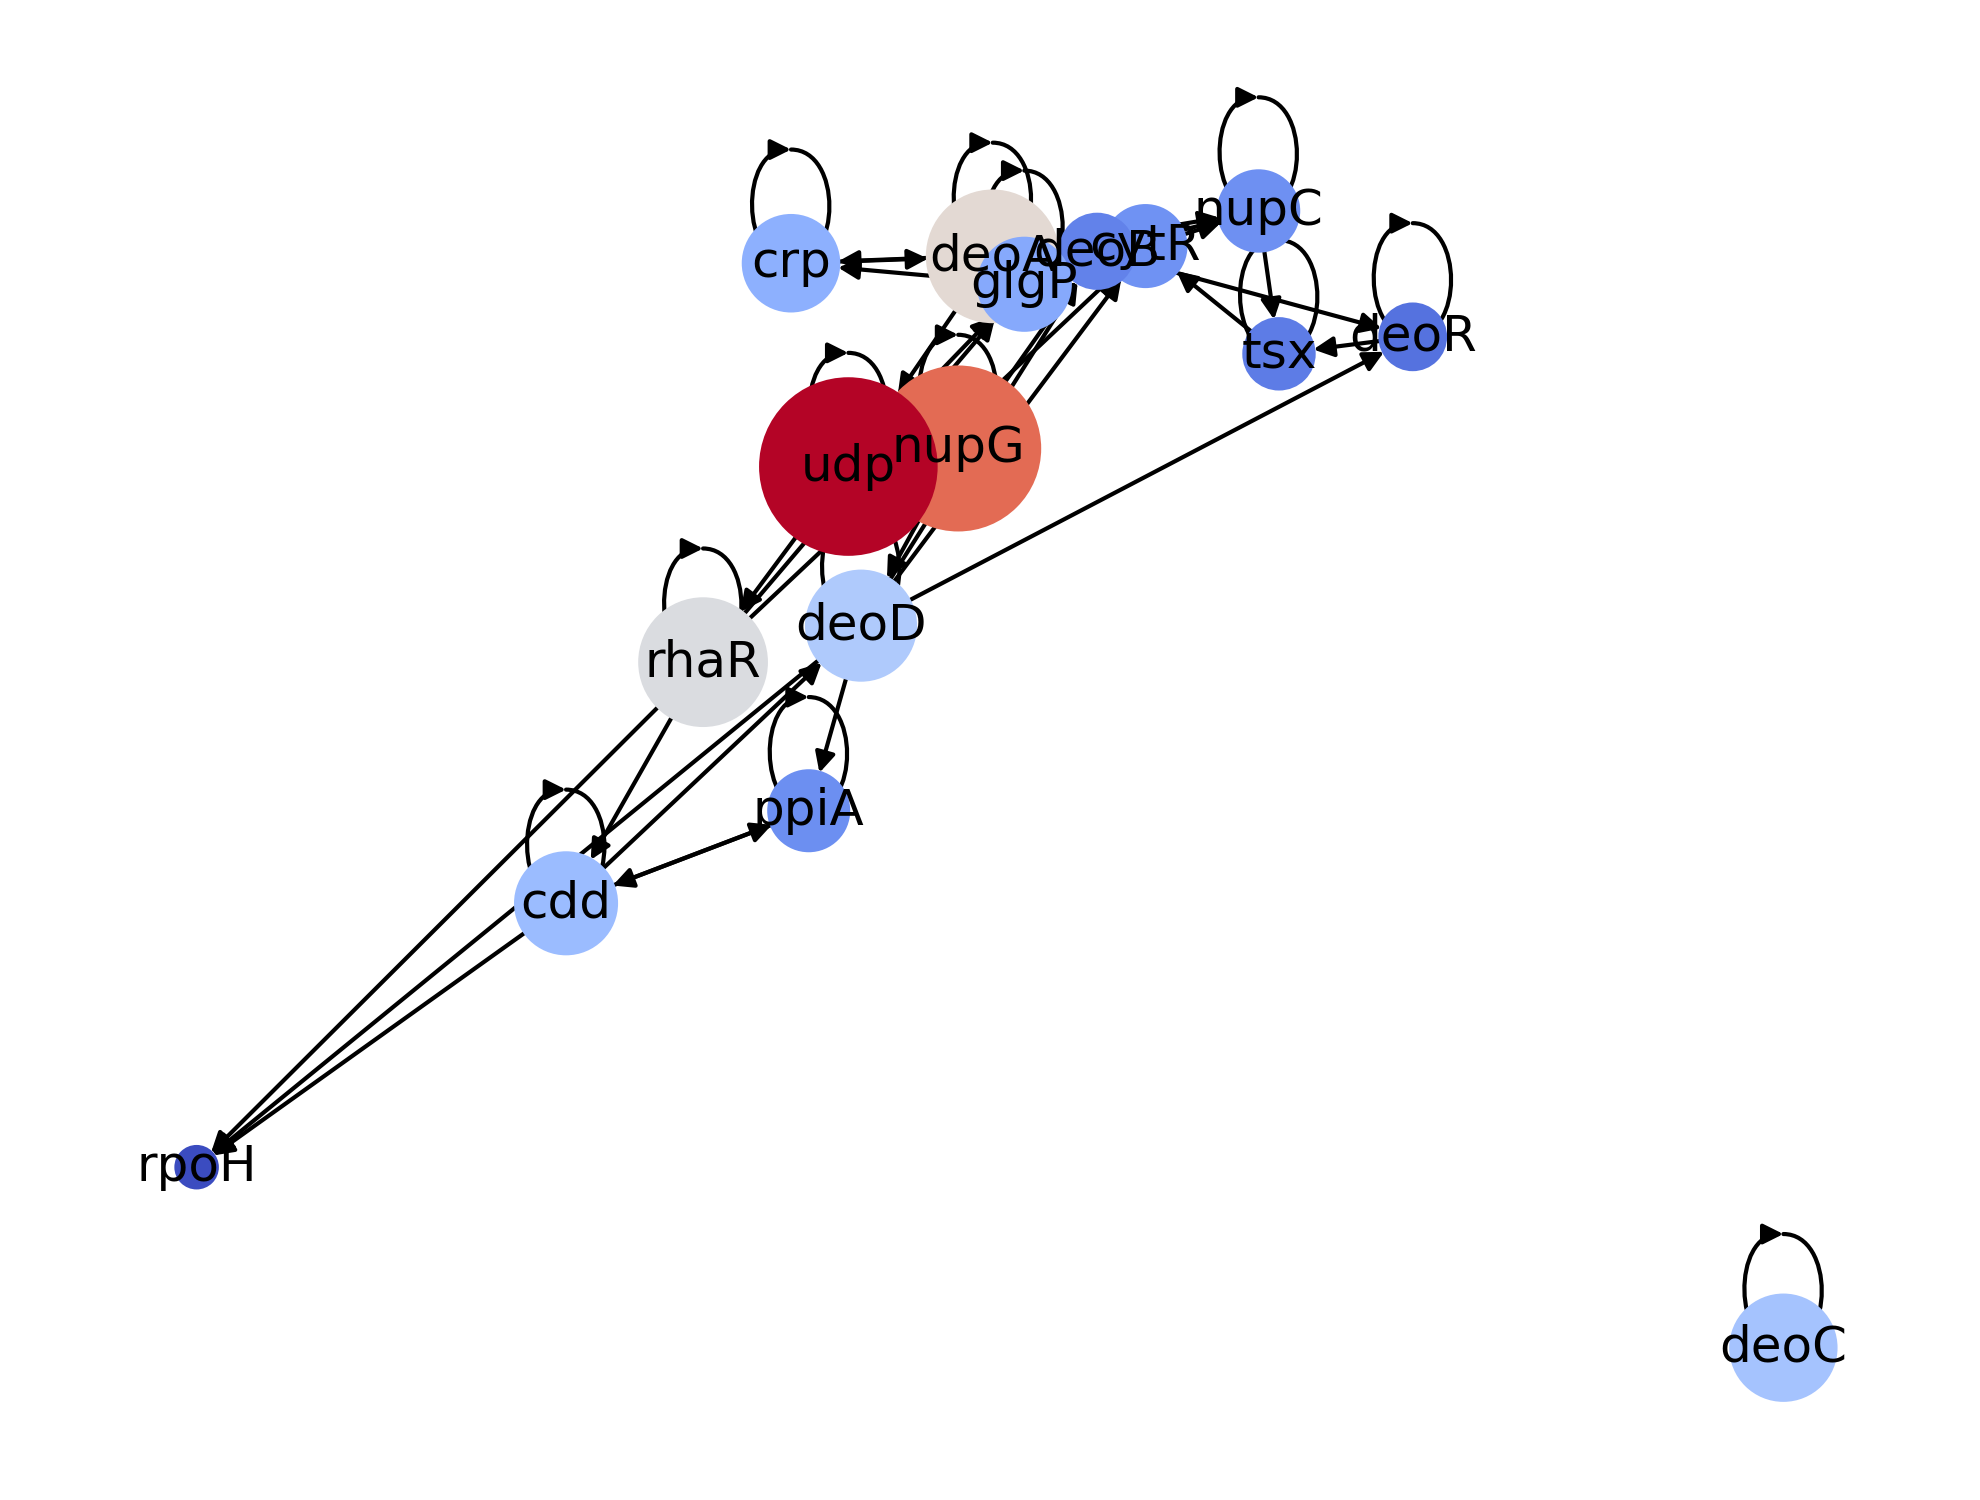 nupC
deoB
cytR
deoA
crp
glgP
deoR
tsx
nupG
udp
deoD
rhaR
ppiA
cdd
rpoH
deoC